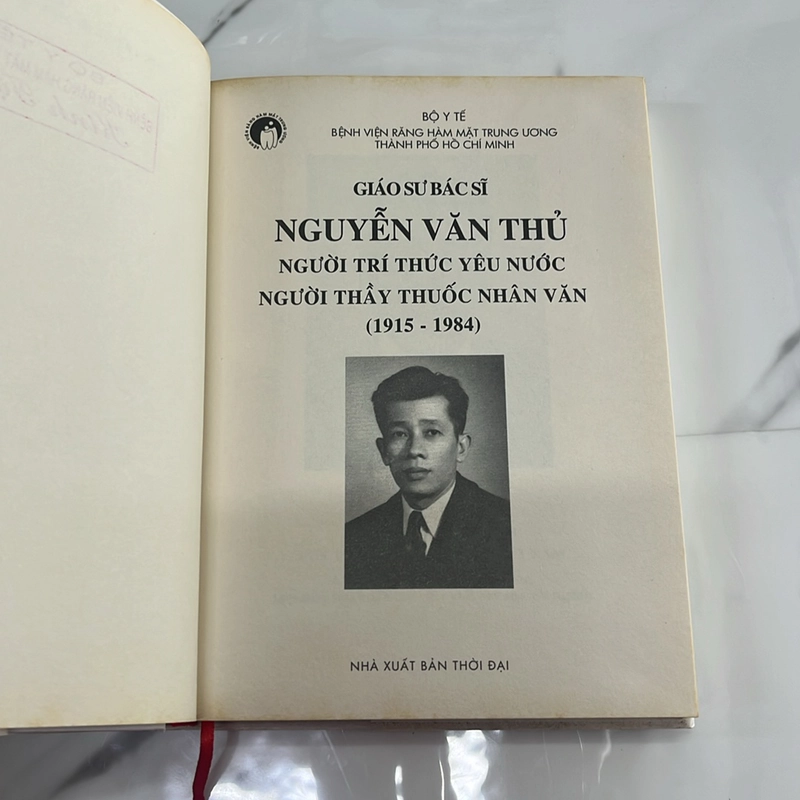 BỘ Y TẾ
BỆNH VIỆN RĂNG HÀM MẶT TRUNG ƯƠNG
THÀNH PHỐ HỒ CHÍ MINH
GIÁO SƯ BÁC SĨ
NGUYỄN VĂN THỦ
NGƯỜI TRÍ THỨC YÊU NƯỚC
NGƯỜI THẦY THUỐC NHÂN VĂN
(1915 - 1984)
NHÀ XUẤT BẢN THỜI ĐẠI